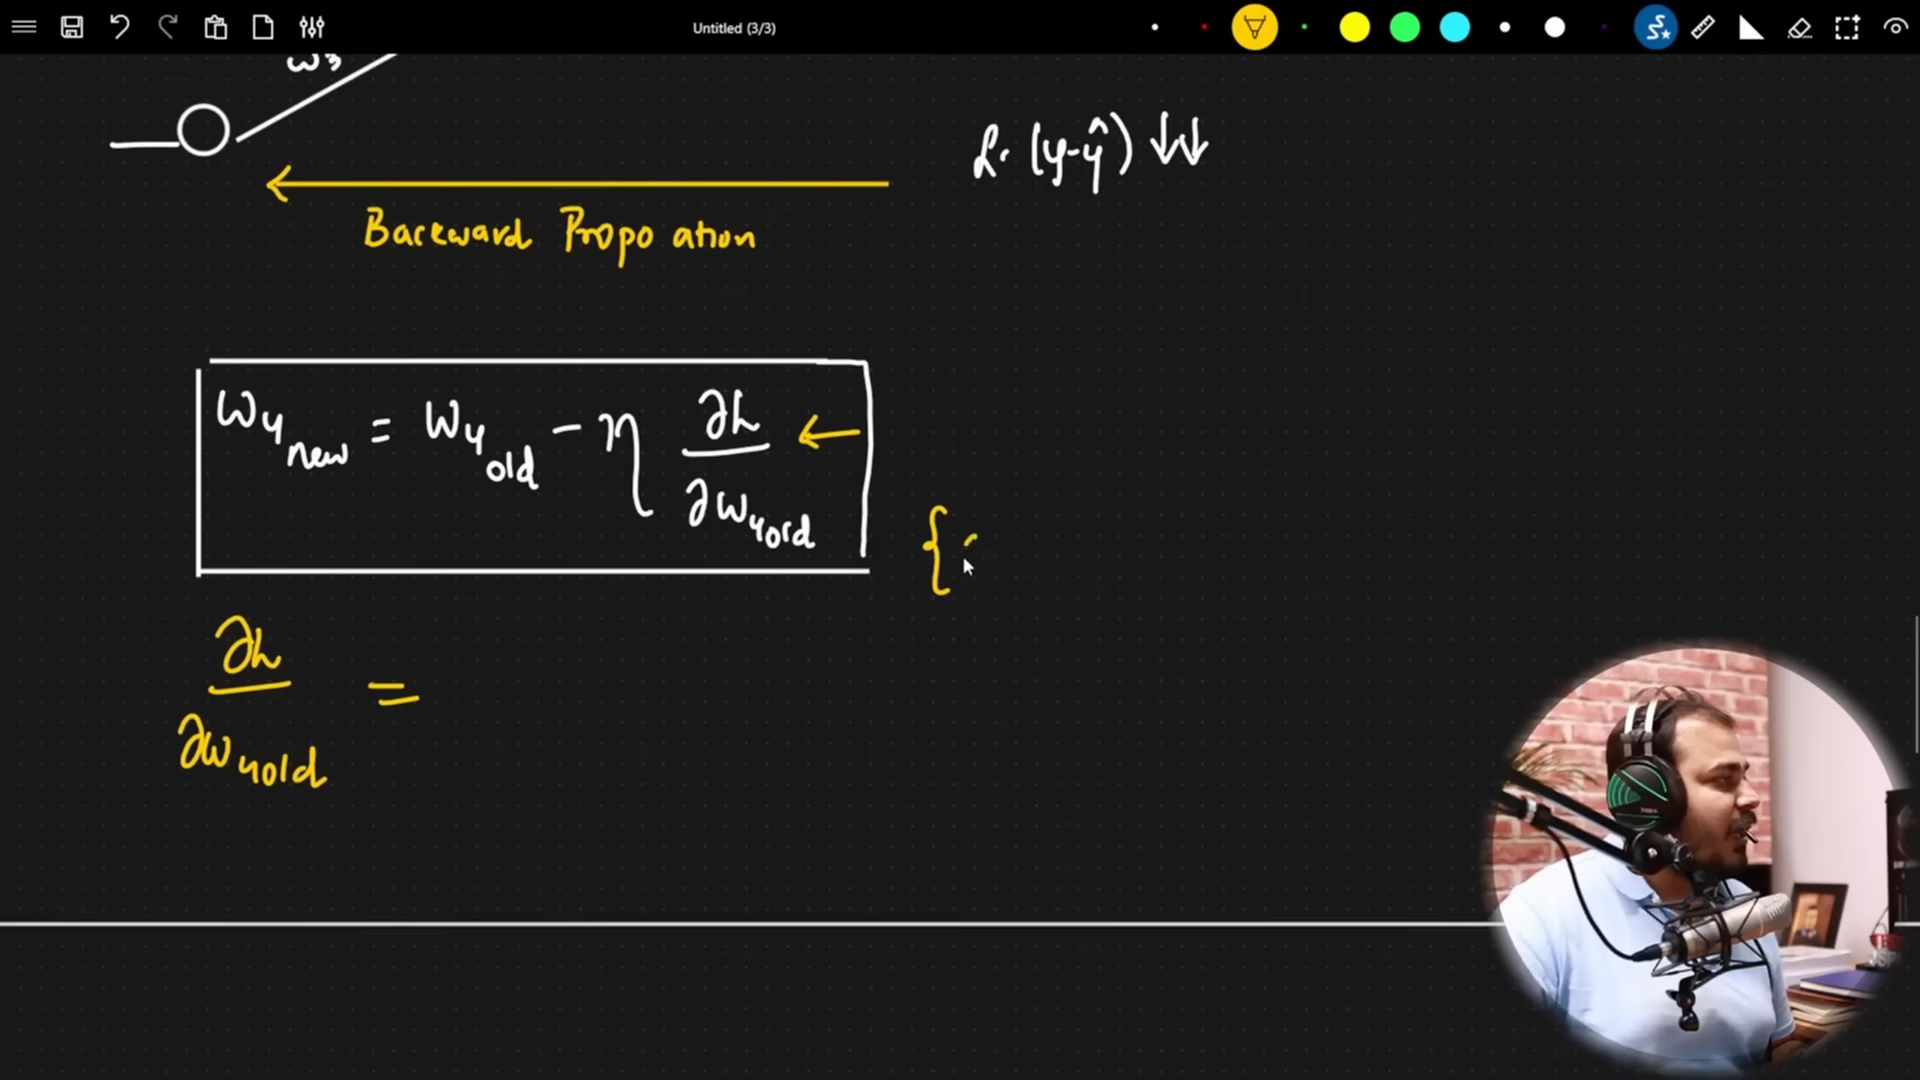 Untitled (3/3)
w3
L. (y-ŷ) ↓↓
Backward Propo ation
W4new = W4old - η ∂L/∂W4old ←
{
∂L/∂W4old =